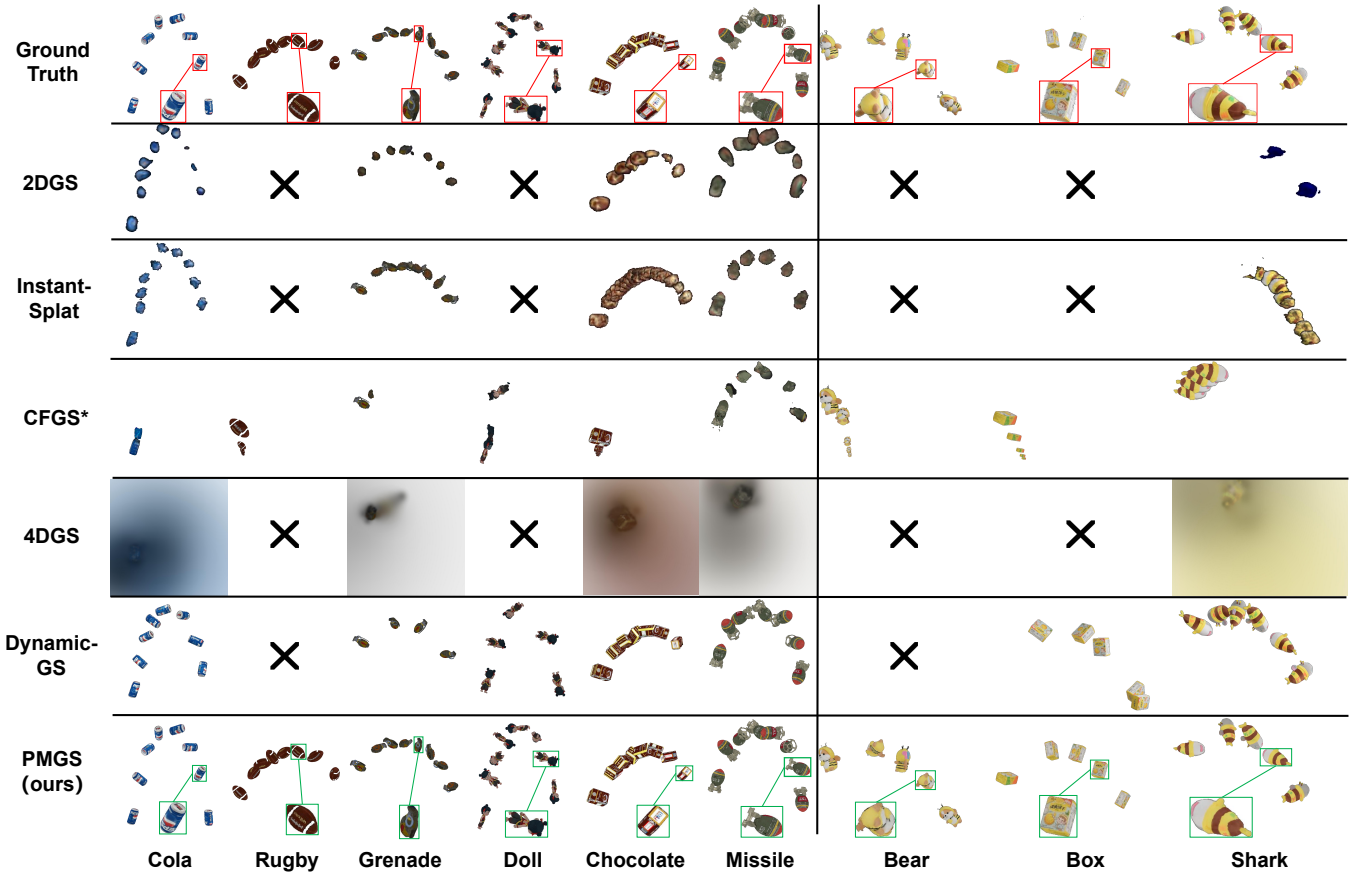 Ground
Truth
2DGS
Instant-
Splat
CFGS*
4DGS
Dynamic-
GS
PMGS
(ours)
Cola Rugby Grenade Doll Chocolate Missile Bear Box Shark